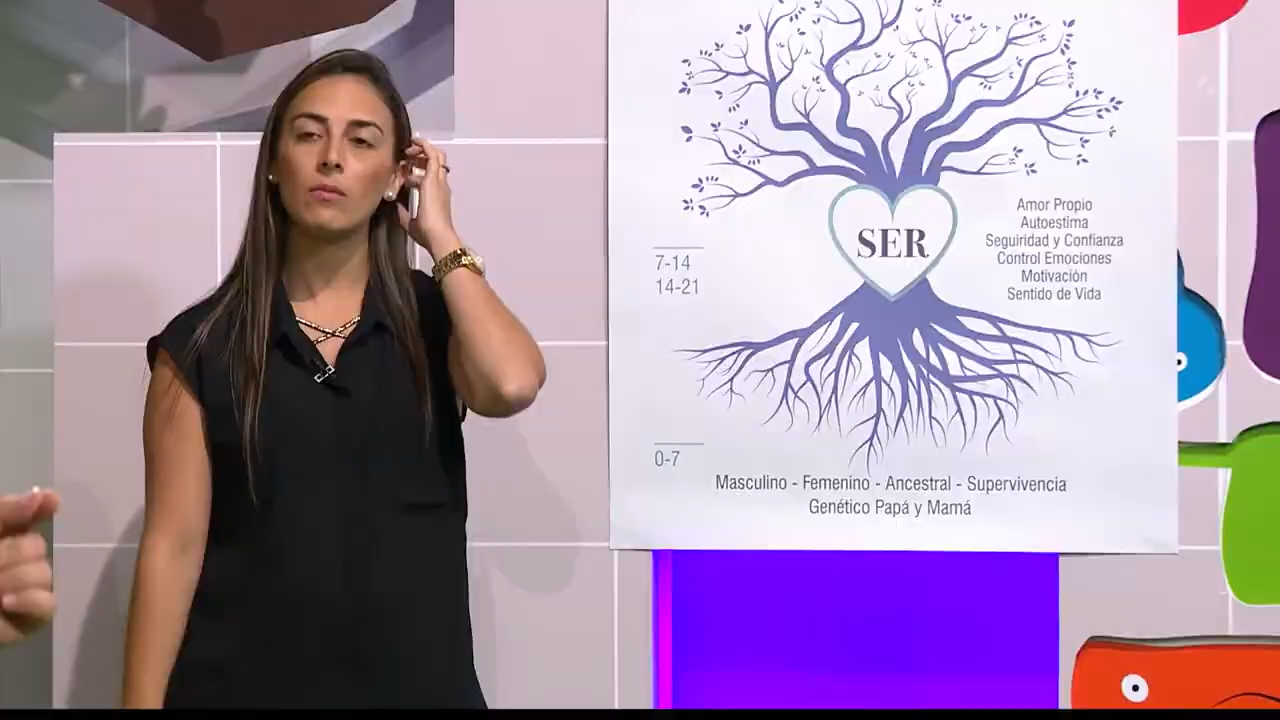 SER
Amor Propio
Autoestima
Seguiridad y Confianza
Control Emociones
Motivación
Sentido de Vida
7-14
14-21
0-7
Masculino - Femenino - Ancestral - Supervivencia
Genético Papá y Mamá